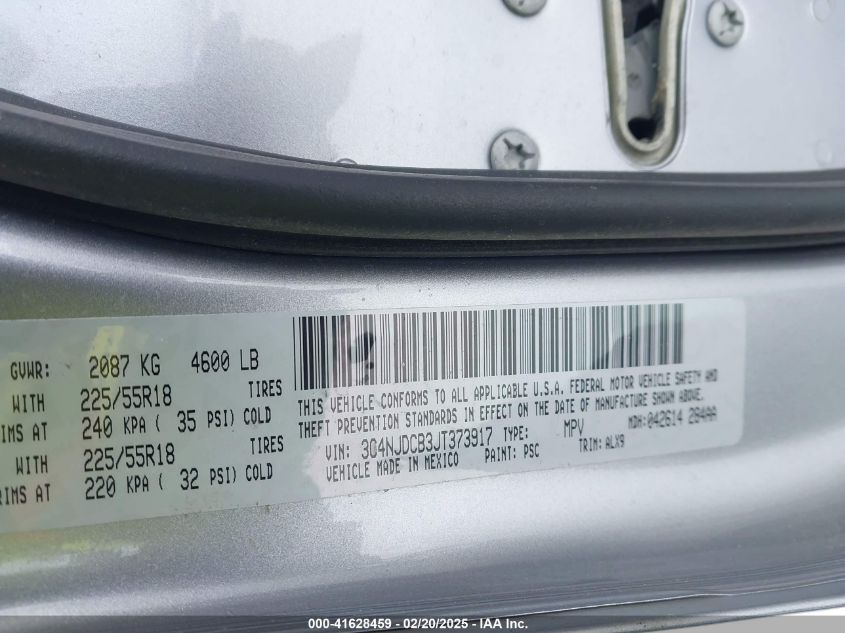 GVWR: 2087 KG 4600 LB
WITH 225/55R18 TIRES
RIMS AT 240 KPA ( 35 PSI) COLD
WITH 225/55R18 TIRES
RIMS AT 220 KPA ( 32 PSI) COLD
THIS VEHICLE CONFORMS TO ALL APPLICABLE U.S.A. FEDERAL MOTOR VEHICLE SAFETY AND
THEFT PREVENTION STANDARDS IN EFFECT ON THE DATE OF MANUFACTURE SHOWN ABOVE.
VIN: 3C4NJDCB3JT373917 TYPE: MPV MDH: 042614 284AA
VEHICLE MADE IN MEXICO PAINT: PSC TRIM: ALX9
000-41628459 - 02/20/2025 - IAA Inc.